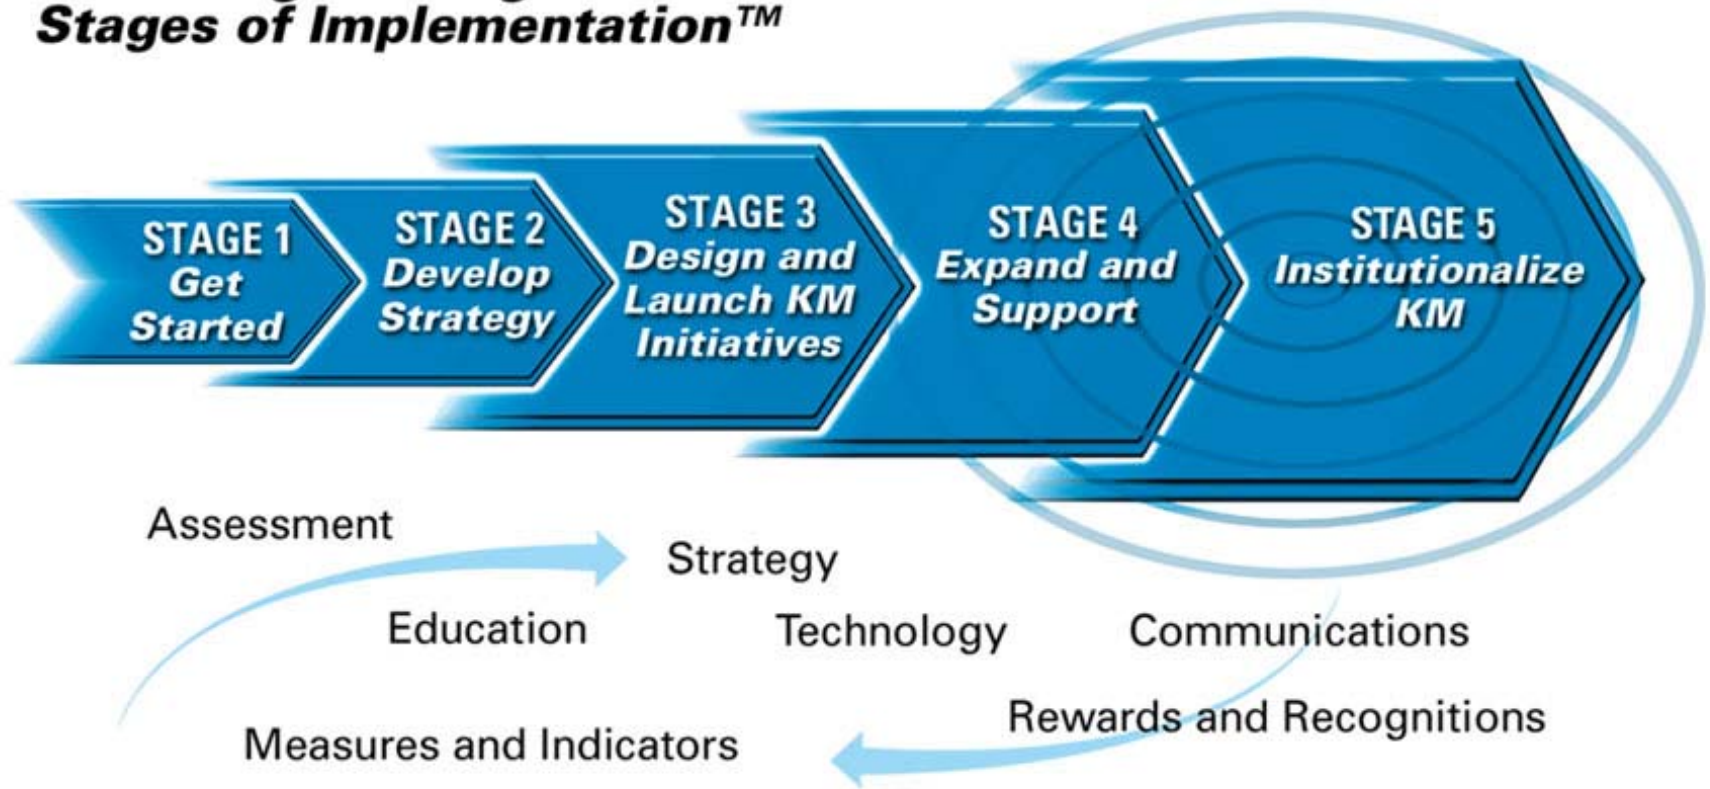 Stages of Implementation™
STAGE 1
Get
Started
STAGE 2
Develop
Strategy
STAGE 3
Design and
Launch KM
Initiatives
STAGE 4
Expand and
Support
STAGE 5
Institutionalize
KM
Assessment
Strategy
Education
Technology
Communications
Rewards and Recognitions
Measures and Indicators